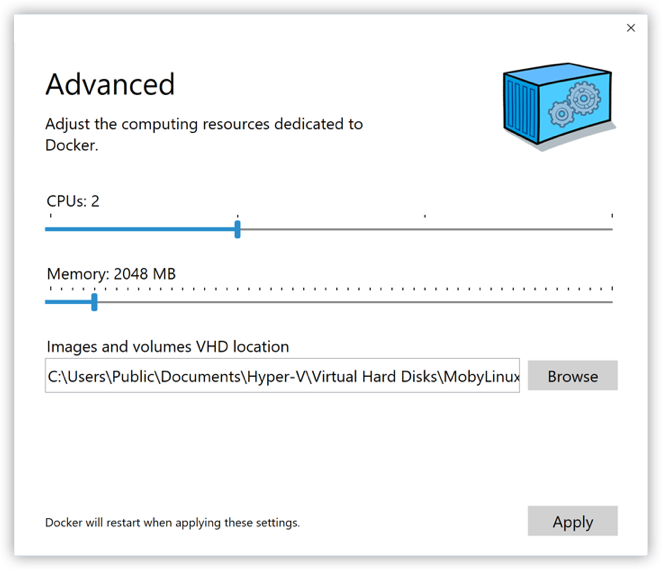 Advanced
Adjust the computing resources dedicated to
Docker.
CPUs: 2
Memory: 2048 MB
Images and volumes VHD location
C:\Users\Public\Documents\Hyper-V\Virtual Hard Disks\MobyLinux
Browse
Docker will restart when applying these settings.
Apply